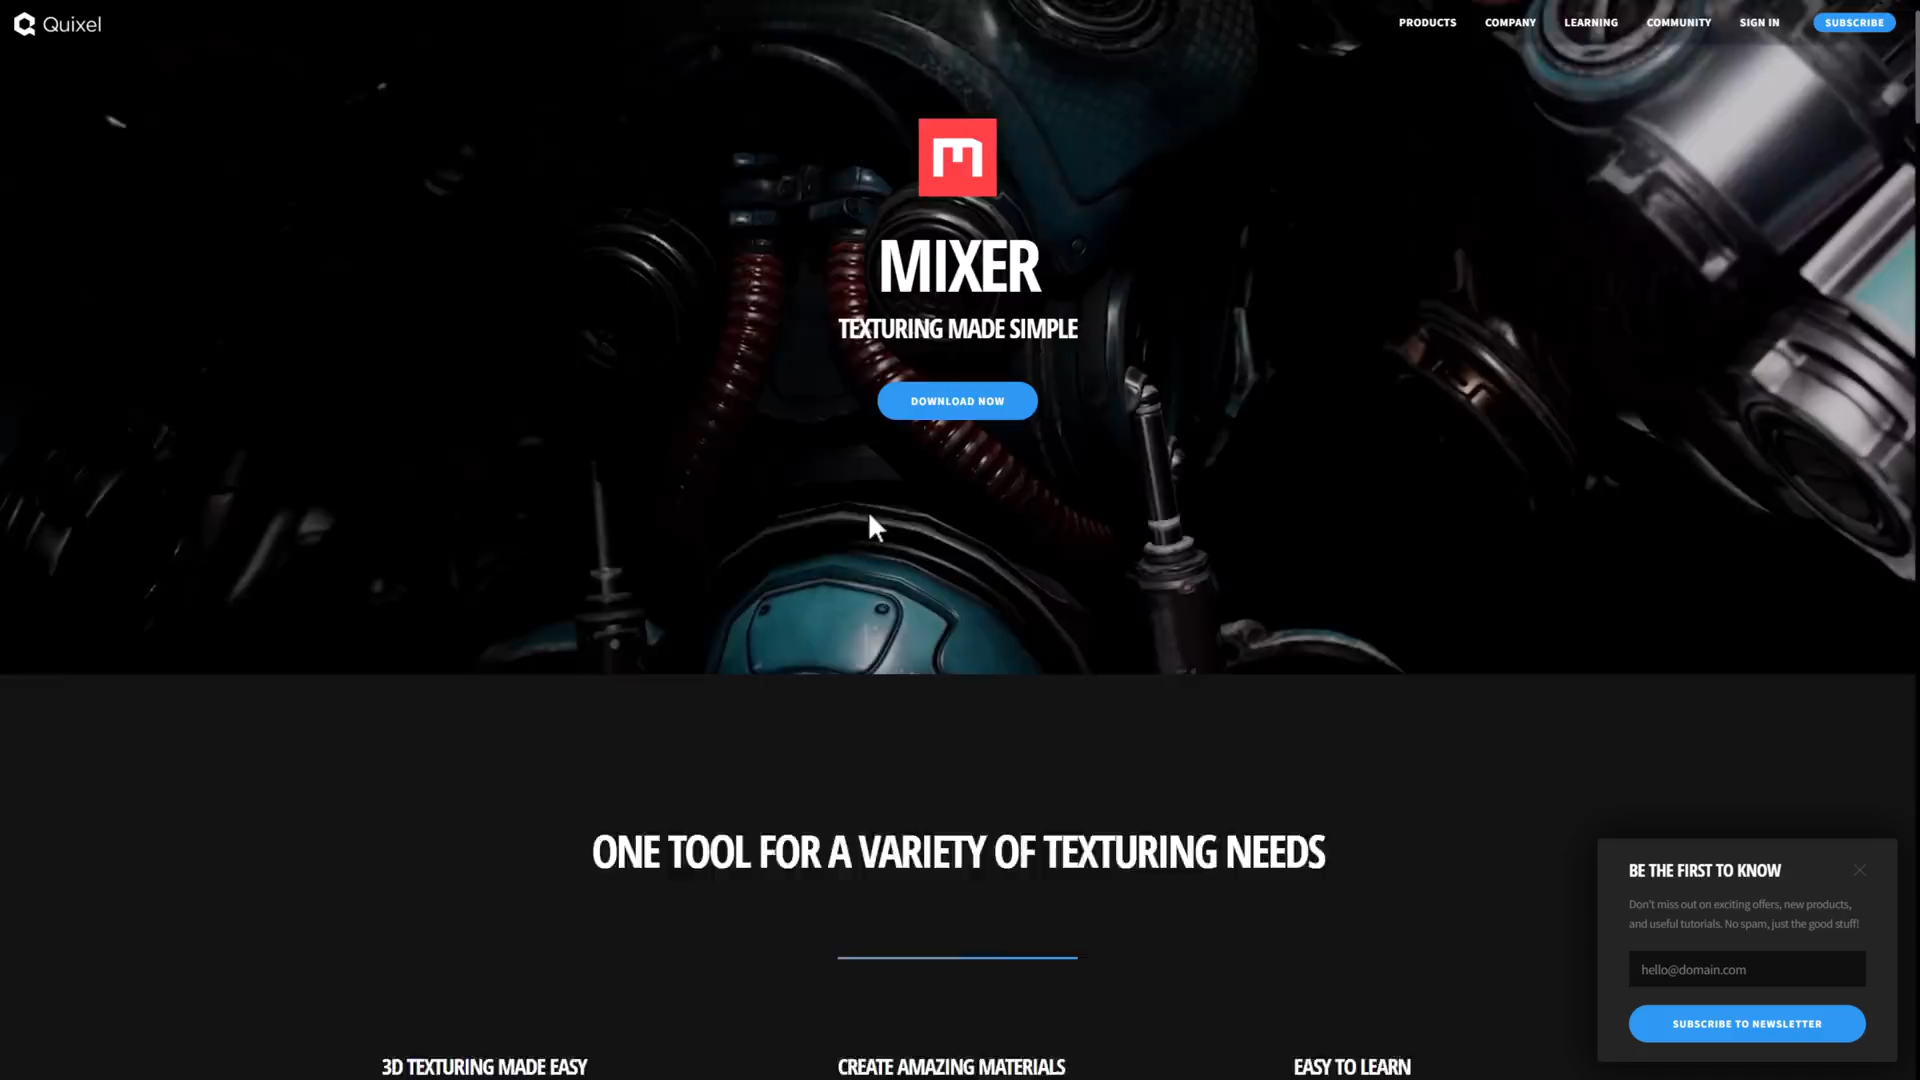 Quixel
PRODUCTS
COMPANY
LEARNING
COMMUNITY
SIGN IN
SUBSCRIBE
MIXER
TEXTURING MADE SIMPLE
DOWNLOAD NOW
ONE TOOL FOR A VARIETY OF TEXTURING NEEDS
3D TEXTURING MADE EASY
CREATE AMAZING MATERIALS
EASY TO LEARN
BE THE FIRST TO KNOW
Don't miss out on exciting offers, new products,
and useful tutorials. No spam, just the good stuff!
hello@domain.com
SUBSCRIBE TO NEWSLETTER